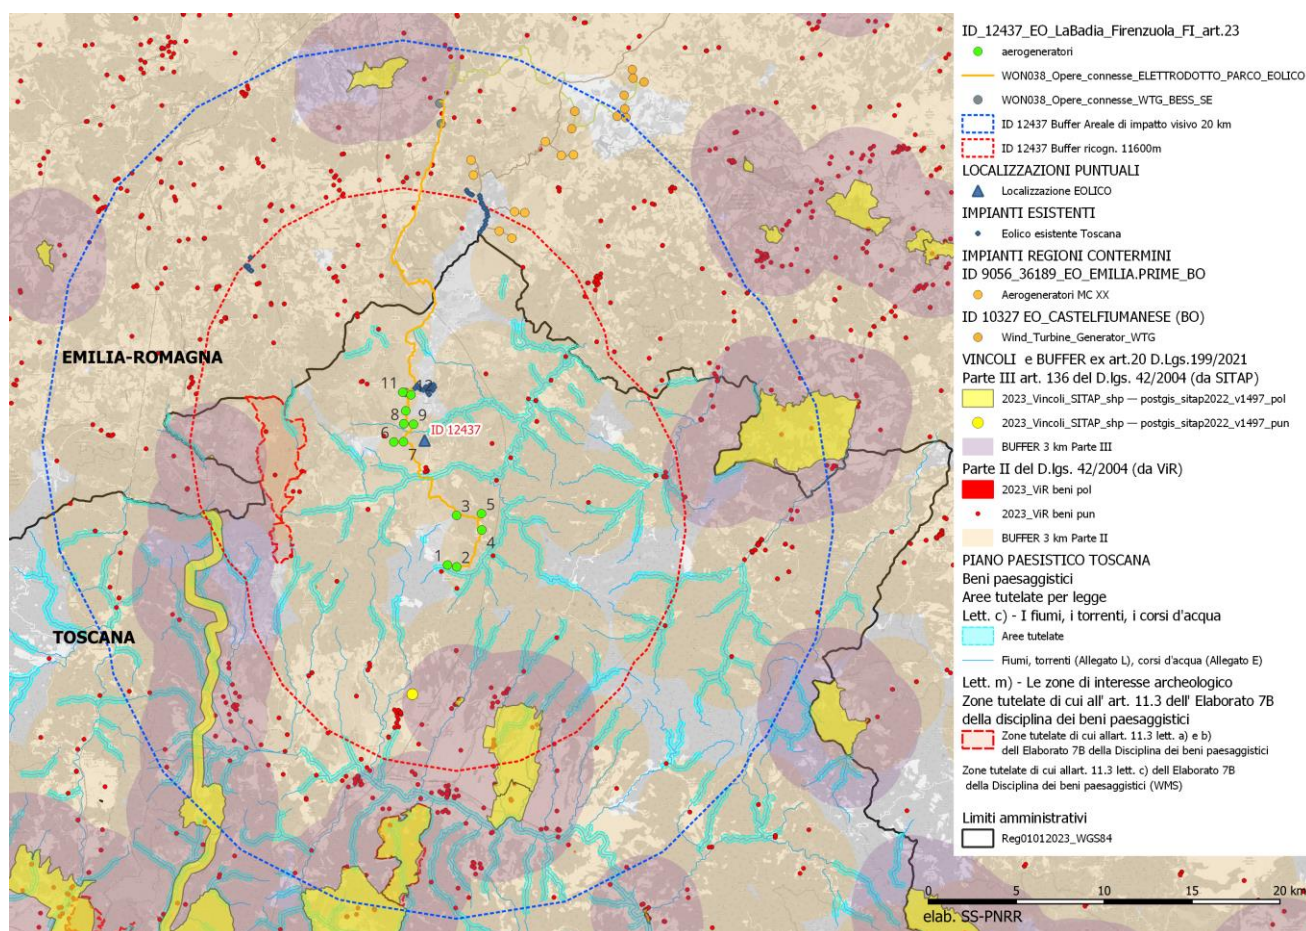 ID_12437_EO_LaBadia_Firenzuola_FI_art.23
aerogeneratori
WON038_Opere_connesse_ELETTRODOTTO_PARCO_EOLICO
WON038_Opere_connesse_WTG_BESS_SE
ID 12437 Buffer Areale di impatto visivo 20 km
ID 12437 Buffer ricogn. 11600m
LOCALIZZAZIONI PUNTUALI
Localizzazione EOLICO
IMPIANTI ESISTENTI
Eolico esistente Toscana
IMPIANTI REGIONI CONTERMINI
ID 9056_36189_EO_EMILIA.PRIME_BO
Aerogeneratori MC XX
ID 10327 EO_CASTELFIUMANESE (BO)
Wind_Turbine_Generator_WTG
VINCOLI e BUFFER ex art.20 D.Lgs.199/2021
Parte III art. 136 del D.lgs. 42/2004 (da SITAP)
2023_Vincoli_SITAP_shp — postgis_sitap2022_v1497_pol
2023_Vincoli_SITAP_shp — postgis_sitap2022_v1497_pun
BUFFER 3 km Parte III
Parte II del D.lgs. 42/2004 (da ViR)
2023_ViR beni pol
2023_ViR beni pun
BUFFER 3 km Parte II
PIANO PAESISTICO TOSCANA
Beni paesaggistici
Aree tutelate per legge
Lett. c) - I fiumi, i torrenti, i corsi d'acqua
Aree tutelate
Fiumi, torrenti (Allegato L), corsi d'acqua (Allegato E)
Lett. m) - Le zone di interesse archeologico
Zone tutelate di cui all' art. 11.3 dell' Elaborato 7B
della disciplina dei beni paesaggistici
Zone tutelate di cui allart. 11.3 lett. a) e b)
dell Elaborato 7B della Disciplina dei beni paesaggistici
Zone tutelate di cui allart. 11.3 lett. c) dell Elaborato 7B
della Disciplina dei beni paesaggistici (WMS)
Limiti amministrativi
Reg01012023_WGS84
EMILIA-ROMAGNA
TOSCANA
11
8
9
ID 12437
6
7
3
5
4
1
2
0 5 10 15 20 km
elab. SS-PNRR